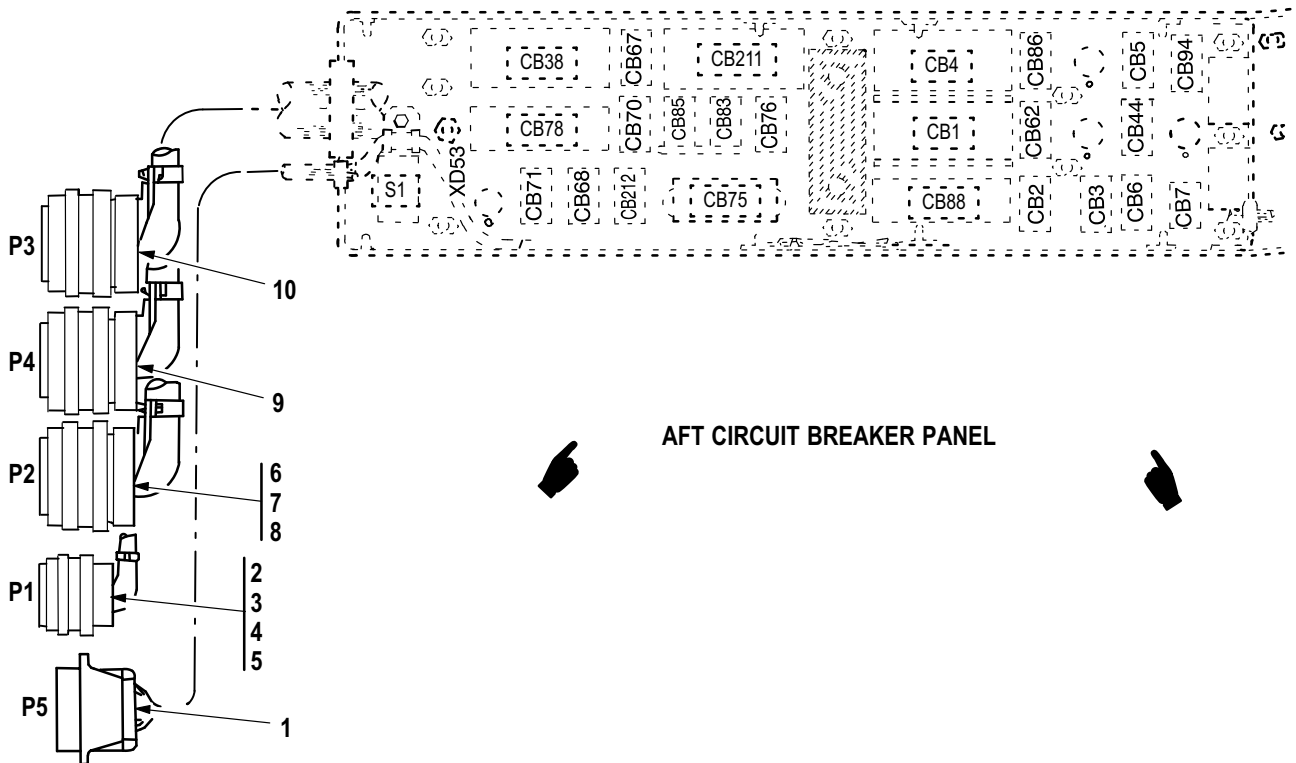 CB38
CB67
CB211
CB4
CB86
CB5
CB94
CB78
CB70
CB85
CB83
CB76
CB1
CB62
CB44
S1
XD53
CB71
CB68
CB212
CB75
CB88
CB2
CB3
CB6
CB7
P3
10
P4
9
AFT CIRCUIT BREAKER PANEL
P2
6
7
8
P1
2
3
4
5
P5
1